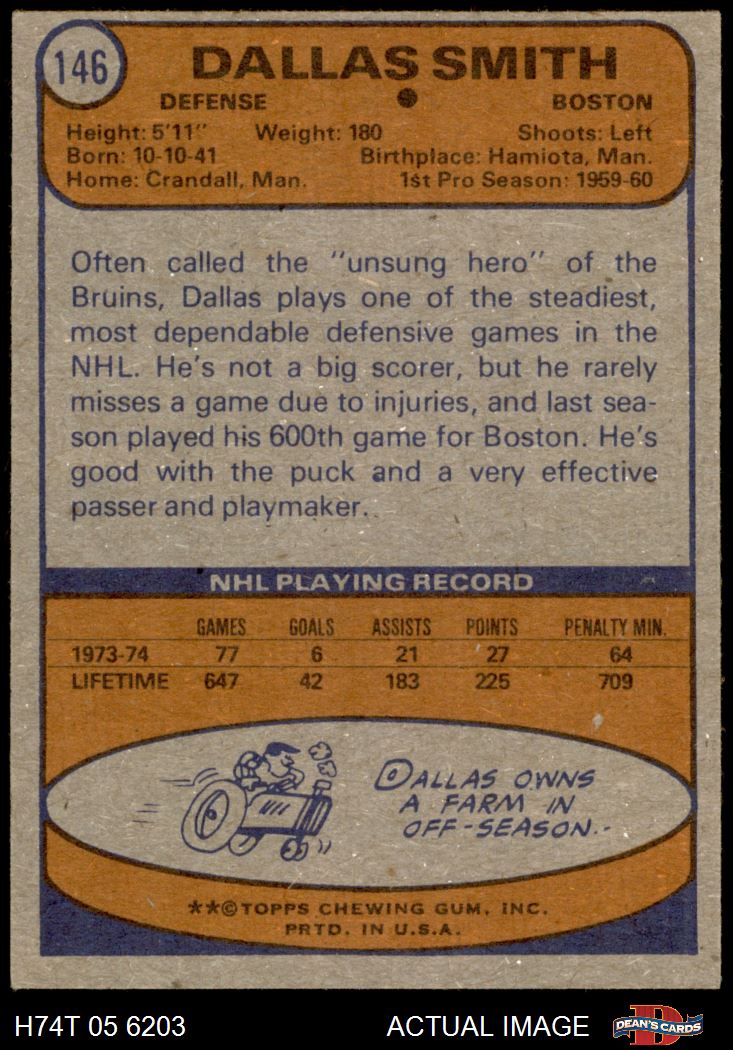 146
DALLAS SMITH
DEFENSE
BOSTON
Height: 5'11" Weight: 180 Shoots: Left
Born: 10-10-41 Birthplace: Hamiota, Man.
Home: Crandall, Man. 1st Pro Season: 1959-60
Often called the "unsung hero" of the
Bruins, Dallas plays one of the steadiest,
most dependable defensive games in the
NHL. He's not a big scorer, but he rarely
misses a game due to injuries, and last sea-
son played his 600th game for Boston. He's
good with the puck and a very effective
passer and playmaker.
NHL PLAYING RECORD
GAMES GOALS ASSISTS POINTS PENALTY MIN.
1973-74 77 6 21 27 64
LIFETIME 647 42 183 225 709
DALLAS OWNS
A FARM IN
OFF-SEASON.
**©TOPPS CHEWING GUM, INC.
PRTD. IN U.S.A.
H74T 05 6203 ACTUAL IMAGE
D
DEAN'S CARDS